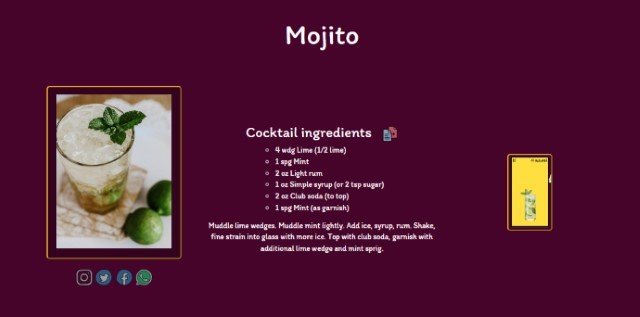 Mojito
Cocktail ingredients
4 wdg Lime (1/2 lime)
1 spg Mint
2 oz Light rum
1 oz Simple syrup (or 2 tsp sugar)
2 oz Club soda (to top)
1 spg Mint (as garnish)
Muddle lime wedges. Muddle mint lightly. Add ice, syrup, rum. Shake,
fine strain into glass with more ice. Top with club soda, garnish with
additional lime wedge and mint sprig.